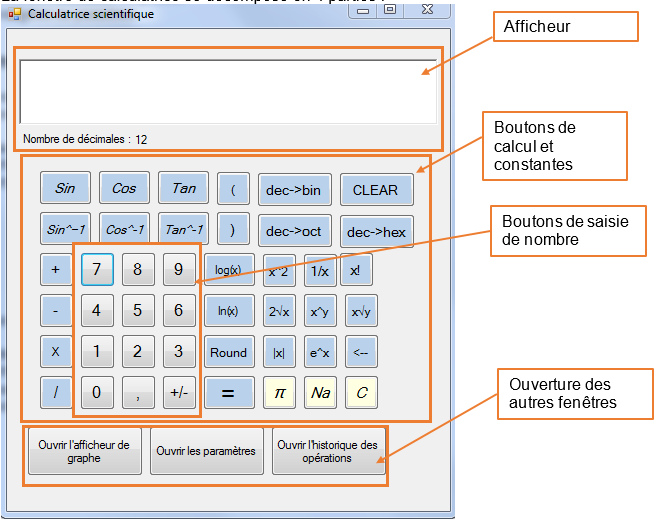 Calculatrice scientifique
Afficheur
Nombre de décimales : 12
Boutons de
calcul et
constantes
Sin Cos Tan ( dec->bin CLEAR
Sin^-1 Cos^-1 Tan^-1 ) dec->oct dec->hex
Boutons de saisie
de nombre
+ 7 8 9 log(x) x^2 1/x x!
- 4 5 6 ln(x) 2√x x^y x√y
X 1 2 3 Round |x| e^x <--
/ 0 , +/- = π Na C
Ouverture des
autres fenêtres
Ouvrir l'afficheur de
graphe
Ouvrir les paramètres
Ouvrir l'historique des
opérations